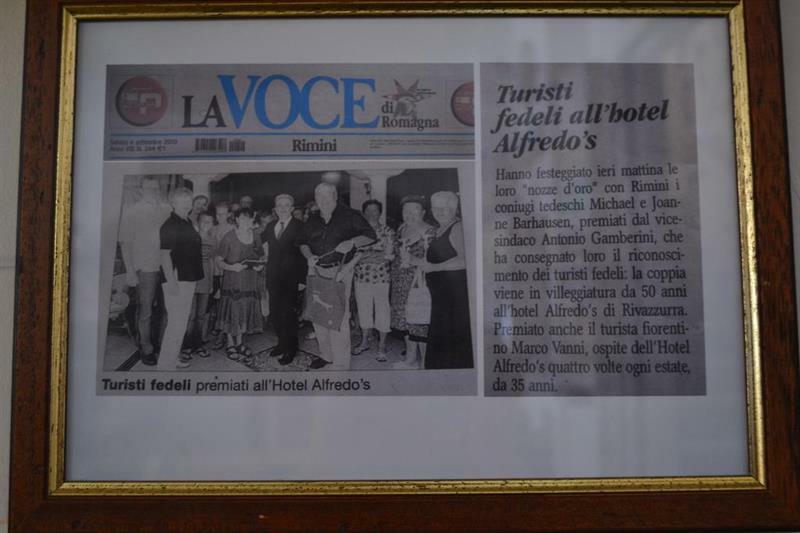 LA VOCE di Romagna
Sabato 4 settembre 2010
Rimini
Turisti fedeli premiati all'Hotel Alfredo's
Turisti
fedeli all'hotel
Alfredo's
Hanno festeggiato ieri mattina le
loro "nozze d'oro" con Rimini i
coniugi tedeschi Michael e Joan-
ne Barhausen, premiati dal vice-
sindaco Antonio Gamberini, che
ha consegnato loro il riconosci-
mento dei turisti fedeli: la coppia
viene in villeggiatura da 50 anni
all'hotel Alfredo's di Rivazzurra.
Premiato anche il turista fiorenti-
no Marco Vanni, ospite dell'Hotel
Alfredo's quattro volte ogni estate,
da 35 anni.